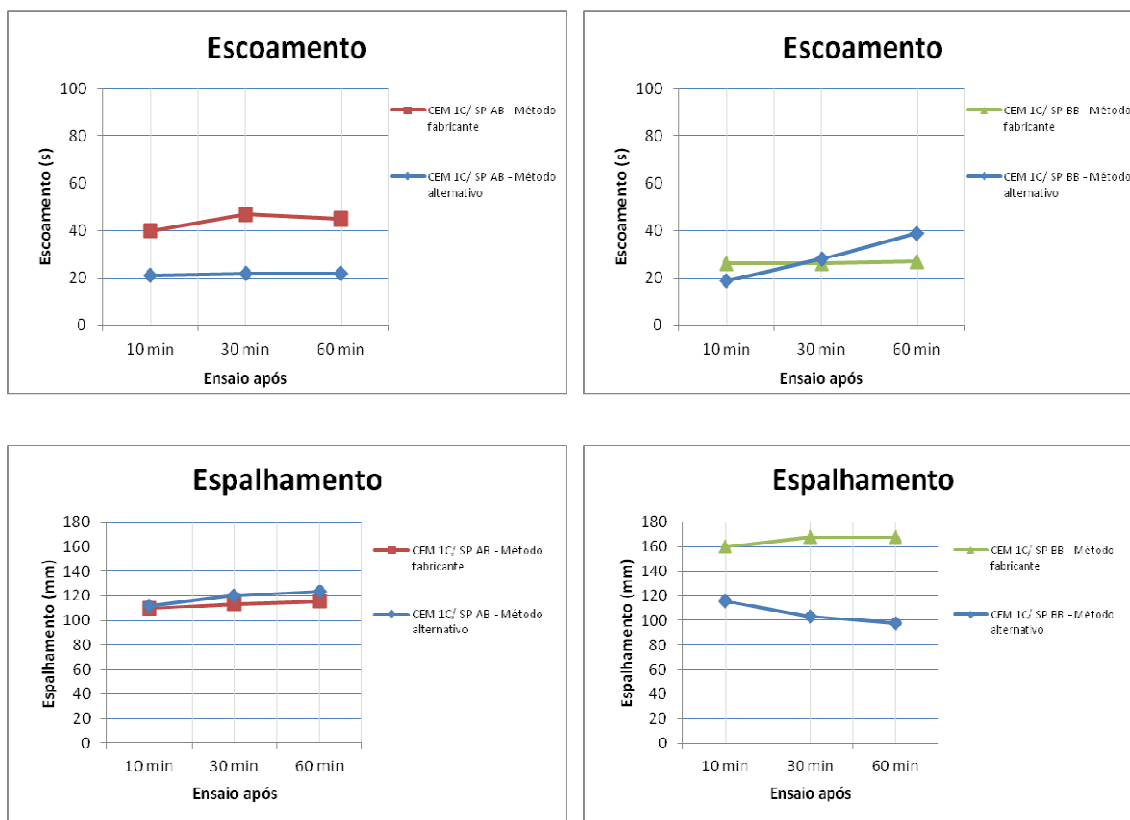 Escoamento
100
80
60
40
20
0
Escoamento (s)
10 min 30 min 60 min
Ensaio após
CEM 1C/ SP AB - Método
fabricante
CEM 1C/ SP AB - Método
alternativo
Escoamento
100
80
60
40
20
0
Escoamento (s)
10 min 30 min 60 min
Ensaio após
CEM 1C/ SP BB - Método
fabricante
CEM 1C/ SP BB - Método
alternativo
Espalhamento
180
160
140
120
100
80
60
40
20
0
Espalhamento (mm)
10 min 30 min 60 min
Ensaio após
CEM 1C/ SP AB - Método
fabricante
CEM 1C/ SP AB - Método
alternativo
Espalhamento
180
160
140
120
100
80
60
40
20
0
Espalhamento (mm)
10 min 30 min 60 min
Ensaio após
CEM 1C/ SP BB - Método
fabricante
CEM 1C/ SP BB - Método
alternativo